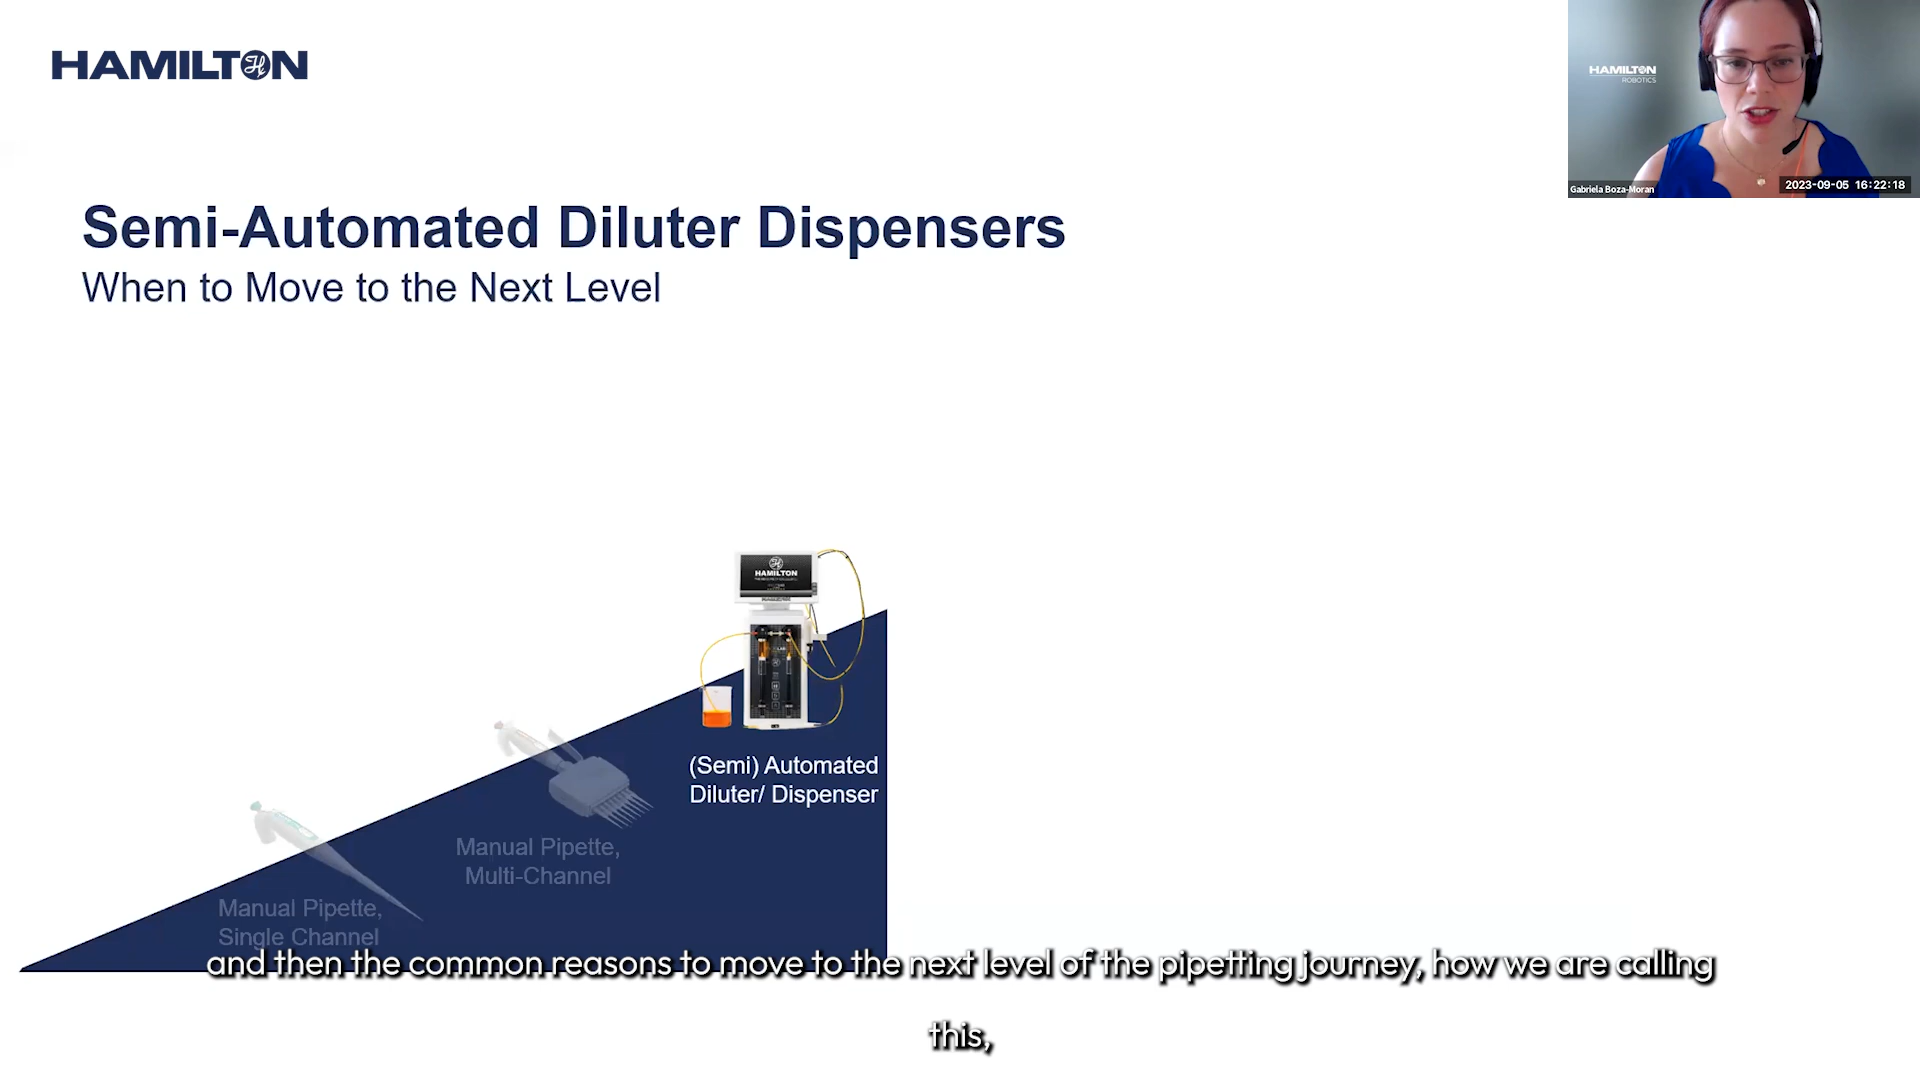 HAMILTON
HAMILTON
ROBOTICS
Gabriela Boza-Moran
2023-09-05 16:22:18
Semi-Automated Diluter Dispensers
When to Move to the Next Level
HAMILTON
(Semi) Automated
Diluter/ Dispenser
Manual Pipette,
Multi-Channel
Manual Pipette,
Single Channel
and then the common reasons to move to the next level of the pipetting journey, how we are calling
this,